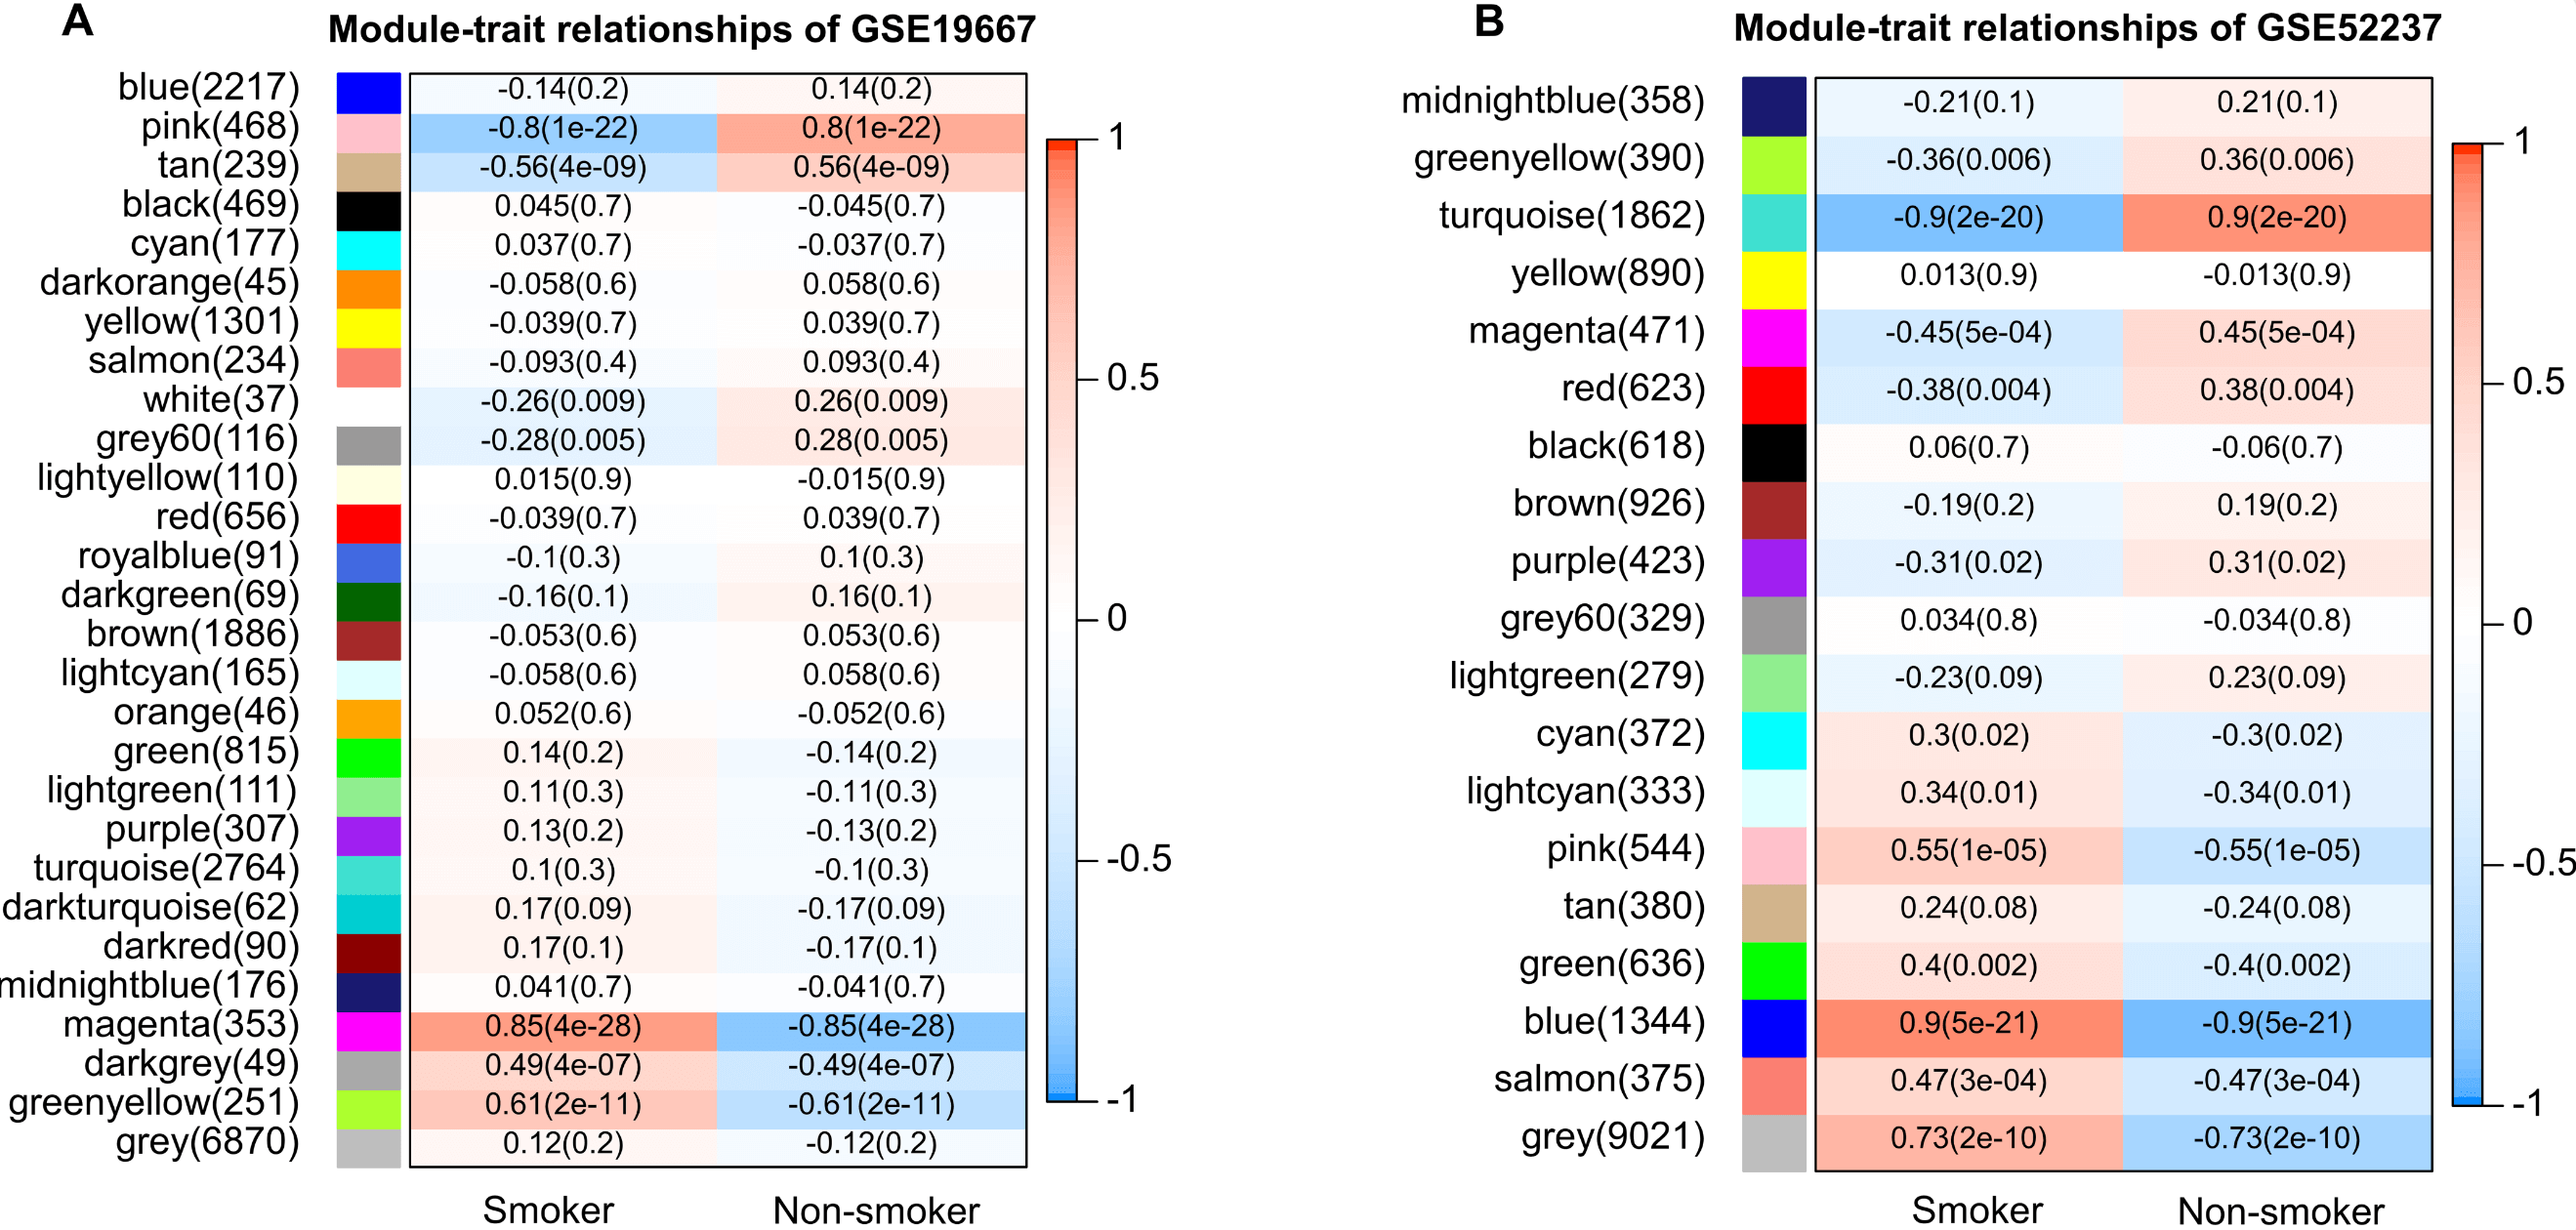 A
Module-trait relationships of GSE19667
blue(2217) -0.14(0.2) 0.14(0.2)
pink(468) -0.8(1e-22) 0.8(1e-22)
tan(239) -0.56(4e-09) 0.56(4e-09)
black(469) 0.045(0.7) -0.045(0.7)
cyan(177) 0.037(0.7) -0.037(0.7)
darkorange(45) -0.058(0.6) 0.058(0.6)
yellow(1301) -0.039(0.7) 0.039(0.7)
salmon(234) -0.093(0.4) 0.093(0.4)
white(37) -0.26(0.009) 0.26(0.009)
grey60(116) -0.28(0.005) 0.28(0.005)
lightyellow(110) 0.015(0.9) -0.015(0.9)
red(656) -0.039(0.7) 0.039(0.7)
royalblue(91) -0.1(0.3) 0.1(0.3)
darkgreen(69) -0.16(0.1) 0.16(0.1)
brown(1886) -0.053(0.6) 0.053(0.6)
lightcyan(165) -0.058(0.6) 0.058(0.6)
orange(46) 0.052(0.6) -0.052(0.6)
green(815) 0.14(0.2) -0.14(0.2)
lightgreen(111) 0.11(0.3) -0.11(0.3)
purple(307) 0.13(0.2) -0.13(0.2)
turquoise(2764) 0.1(0.3) -0.1(0.3)
darkturquoise(62) 0.17(0.09) -0.17(0.09)
darkred(90) 0.17(0.1) -0.17(0.1)
midnightblue(176) 0.041(0.7) -0.041(0.7)
magenta(353) 0.85(4e-28) -0.85(4e-28)
darkgrey(49) 0.49(4e-07) -0.49(4e-07)
greenyellow(251) 0.61(2e-11) -0.61(2e-11)
grey(6870) 0.12(0.2) -0.12(0.2)
Smoker Non-smoker
1
0.5
0
-0.5
-1
B
Module-trait relationships of GSE52237
midnightblue(358) -0.21(0.1) 0.21(0.1)
greenyellow(390) -0.36(0.006) 0.36(0.006)
turquoise(1862) -0.9(2e-20) 0.9(2e-20)
yellow(890) 0.013(0.9) -0.013(0.9)
magenta(471) -0.45(5e-04) 0.45(5e-04)
red(623) -0.38(0.004) 0.38(0.004)
black(618) 0.06(0.7) -0.06(0.7)
brown(926) -0.19(0.2) 0.19(0.2)
purple(423) -0.31(0.02) 0.31(0.02)
grey60(329) 0.034(0.8) -0.034(0.8)
lightgreen(279) -0.23(0.09) 0.23(0.09)
cyan(372) 0.3(0.02) -0.3(0.02)
lightcyan(333) 0.34(0.01) -0.34(0.01)
pink(544) 0.55(1e-05) -0.55(1e-05)
tan(380) 0.24(0.08) -0.24(0.08)
green(636) 0.4(0.002) -0.4(0.002)
blue(1344) 0.9(5e-21) -0.9(5e-21)
salmon(375) 0.47(3e-04) -0.47(3e-04)
grey(9021) 0.73(2e-10) -0.73(2e-10)
Smoker Non-smoker
1
0.5
0
-0.5
-1